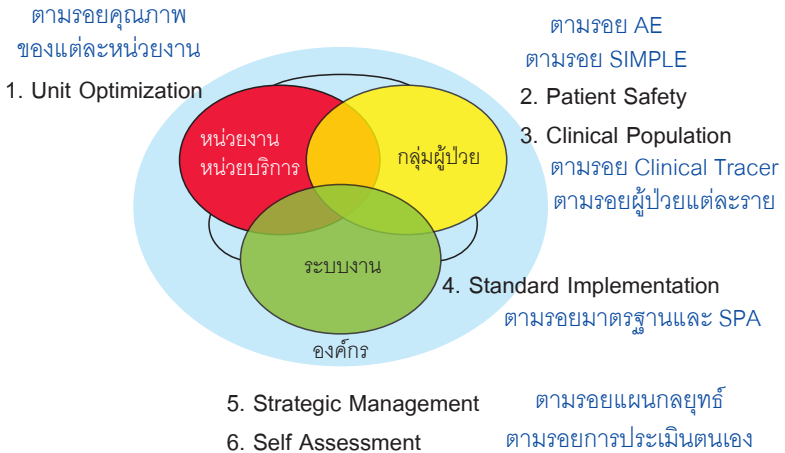 ตามรอยคุณภาพ
ของแต่ละหน่วยงาน
1. Unit Optimization
ตามรอย AE
ตามรอย SIMPLE
2. Patient Safety
3. Clinical Population
ตามรอย Clinical Tracer
ตามรอยผู้ป่วยแต่ละราย
หน่วยงาน
หน่วยบริการ
กลุ่มผู้ป่วย
ระบบงาน
4. Standard Implementation
ตามรอยมาตรฐานและ SPA
องค์กร
5. Strategic Management ตามรอยแผนกลยุทธ์
6. Self Assessment ตามรอยการประเมินตนเอง